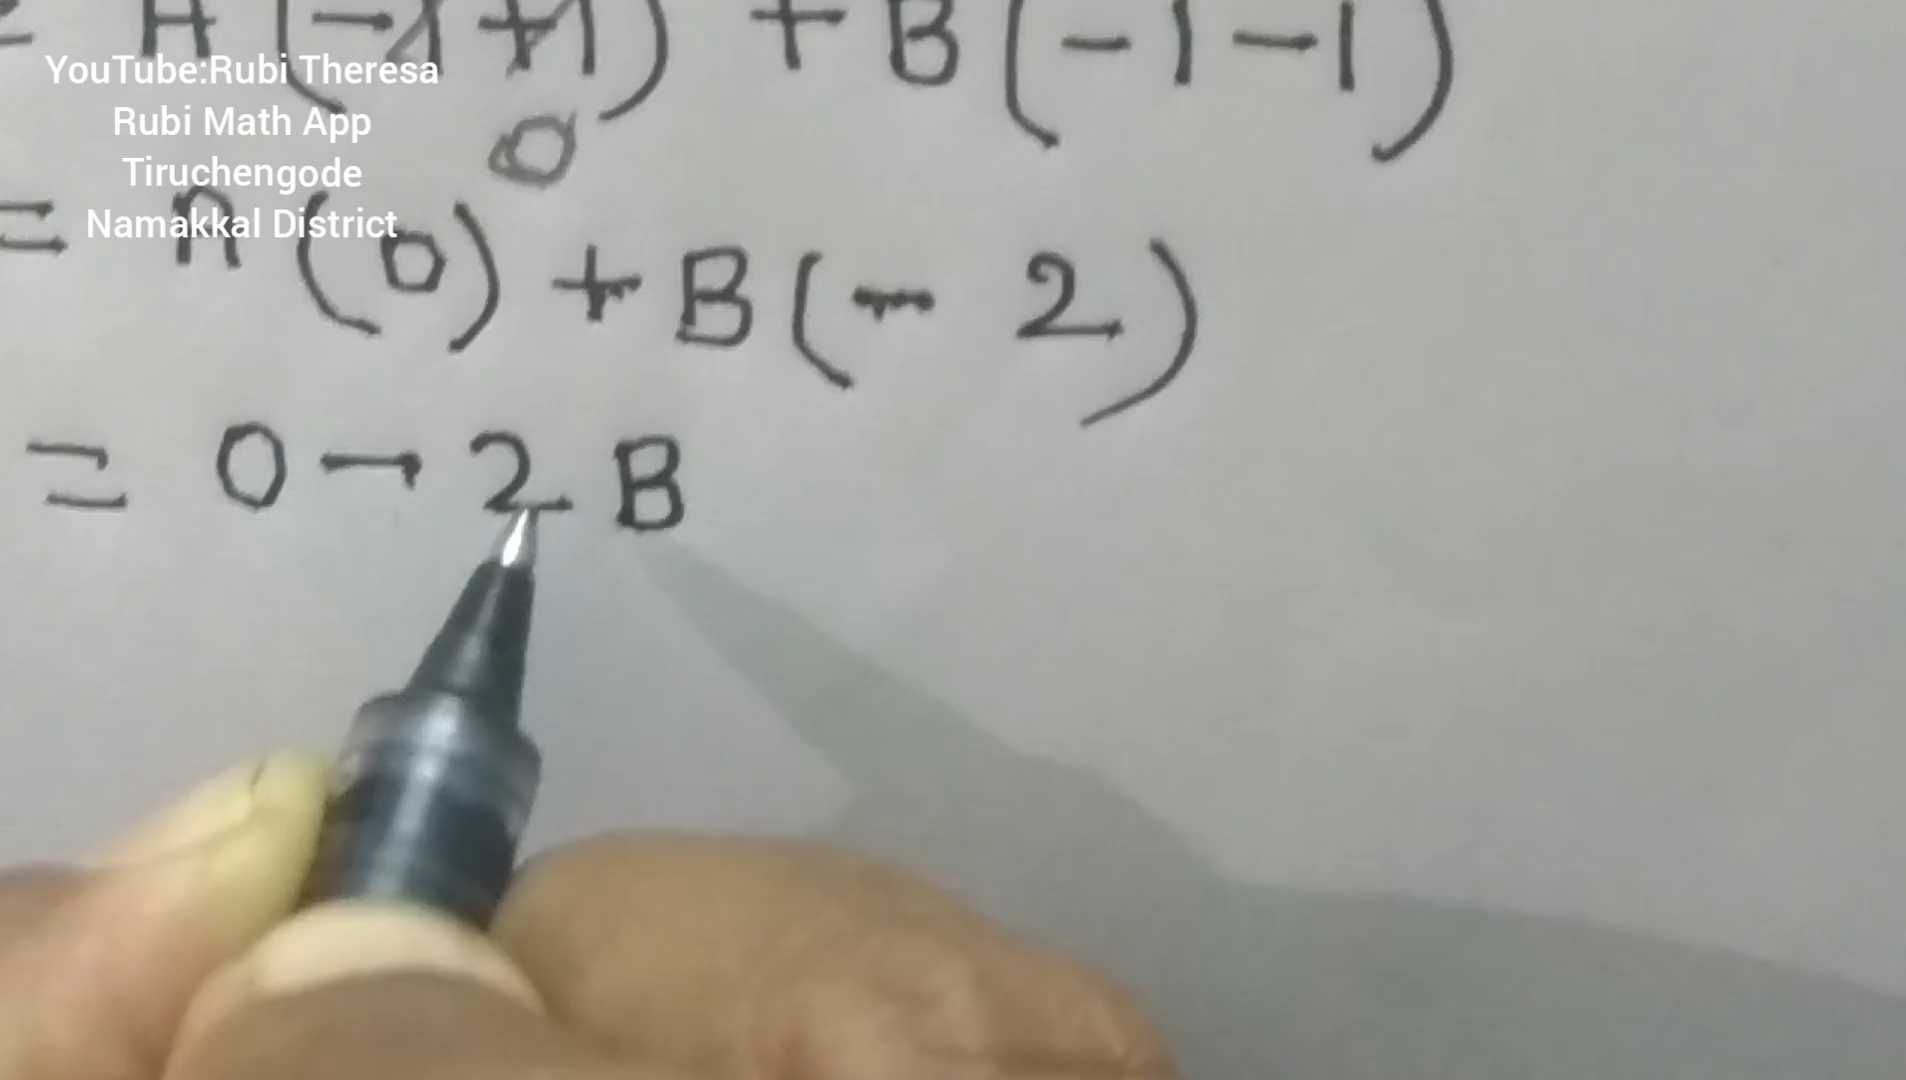 = A(-1+1) + B(-1-1)
YouTube:Rubi Theresa
Rubi Math App
0
Tiruchengode
Namakkal District
= A(0) + B(-2)
= 0 - 2B